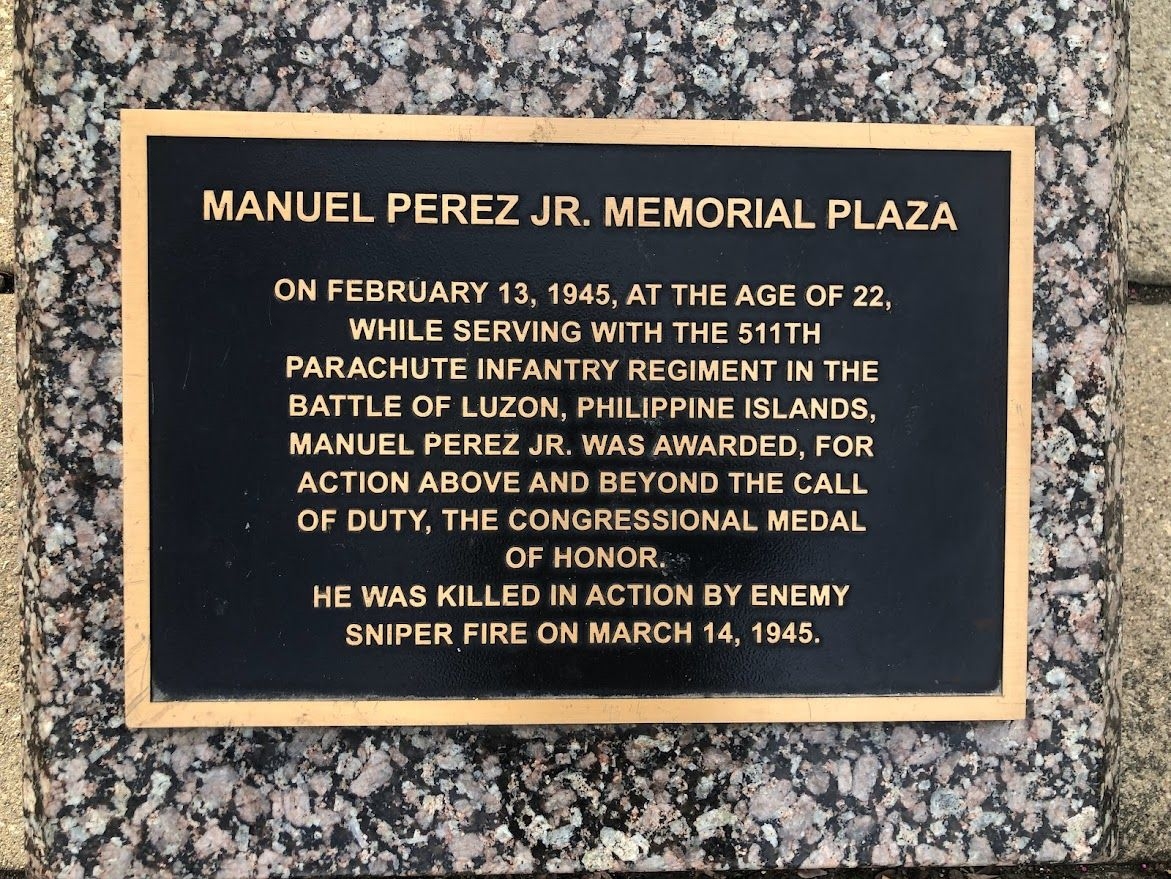 MANUEL PEREZ JR. MEMORIAL PLAZA
ON FEBRUARY 13, 1945, AT THE AGE OF 22,
WHILE SERVING WITH THE 511TH
PARACHUTE INFANTRY REGIMENT IN THE
BATTLE OF LUZON, PHILIPPINE ISLANDS,
MANUEL PEREZ JR. WAS AWARDED, FOR
ACTION ABOVE AND BEYOND THE CALL
OF DUTY, THE CONGRESSIONAL MEDAL
OF HONOR.
HE WAS KILLED IN ACTION BY ENEMY
SNIPER FIRE ON MARCH 14, 1945.